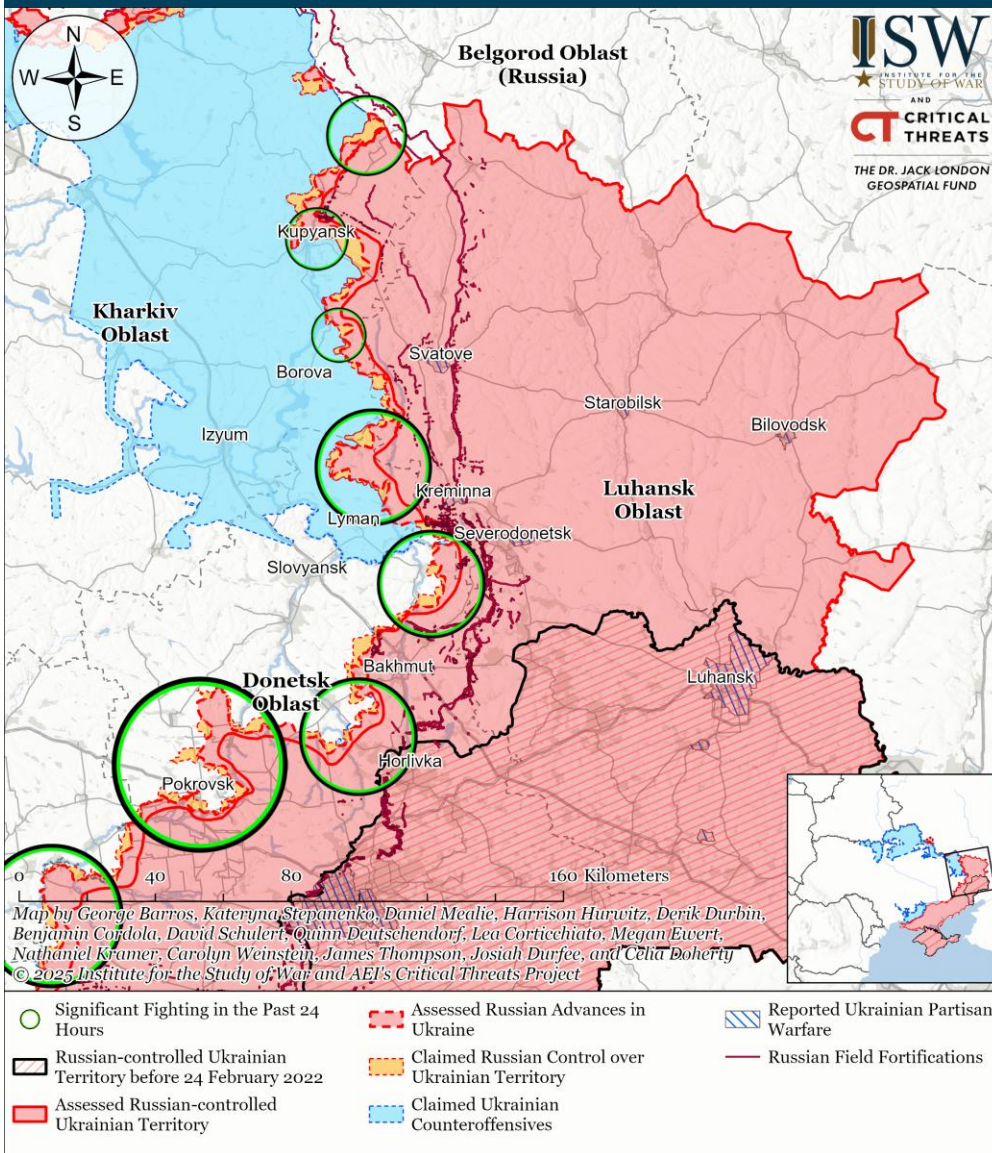 N
W
E
S
Belgorod Oblast
(Russia)
ISW
INSTITUTE FOR THE
STUDY OF WAR
AND
CT CRITICAL
THREATS
THE DR. JACK LONDON
GEOSPATIAL FUND
Kupyansk
Kharkiv
Oblast
Borova
Svatove
Starobilsk
Bilovodsk
Izyum
Kreminna
Luhansk
Oblast
Lyman
Severodonetsk
Slovyansk
Bakhmut
Luhansk
Donetsk
Oblast
Horlivka
Pokrovsk
0 40 80 160 Kilometers
Map by George Barros, Kateryna Stepanenko, Daniel Mealie, Harrison Hurwitz, Derik Durbin,
Benjamin Cordola, David Schulert, Quinn Deutschendorf, Lea Corticchiato, Megan Ewert,
Nathaniel Kramer, Carolyn Weinstein, James Thompson, Josiah Durfee, and Celia Doherty
© 2025 Institute for the Study of War and AEI's Critical Threats Project
Significant Fighting in the Past 24
Hours
Russian-controlled Ukrainian
Territory before 24 February 2022
Assessed Russian-controlled
Ukrainian Territory
Assessed Russian Advances in
Ukraine
Claimed Russian Control over
Ukrainian Territory
Claimed Ukrainian
Counteroffensives
Reported Ukrainian Partisan
Warfare
Russian Field Fortifications